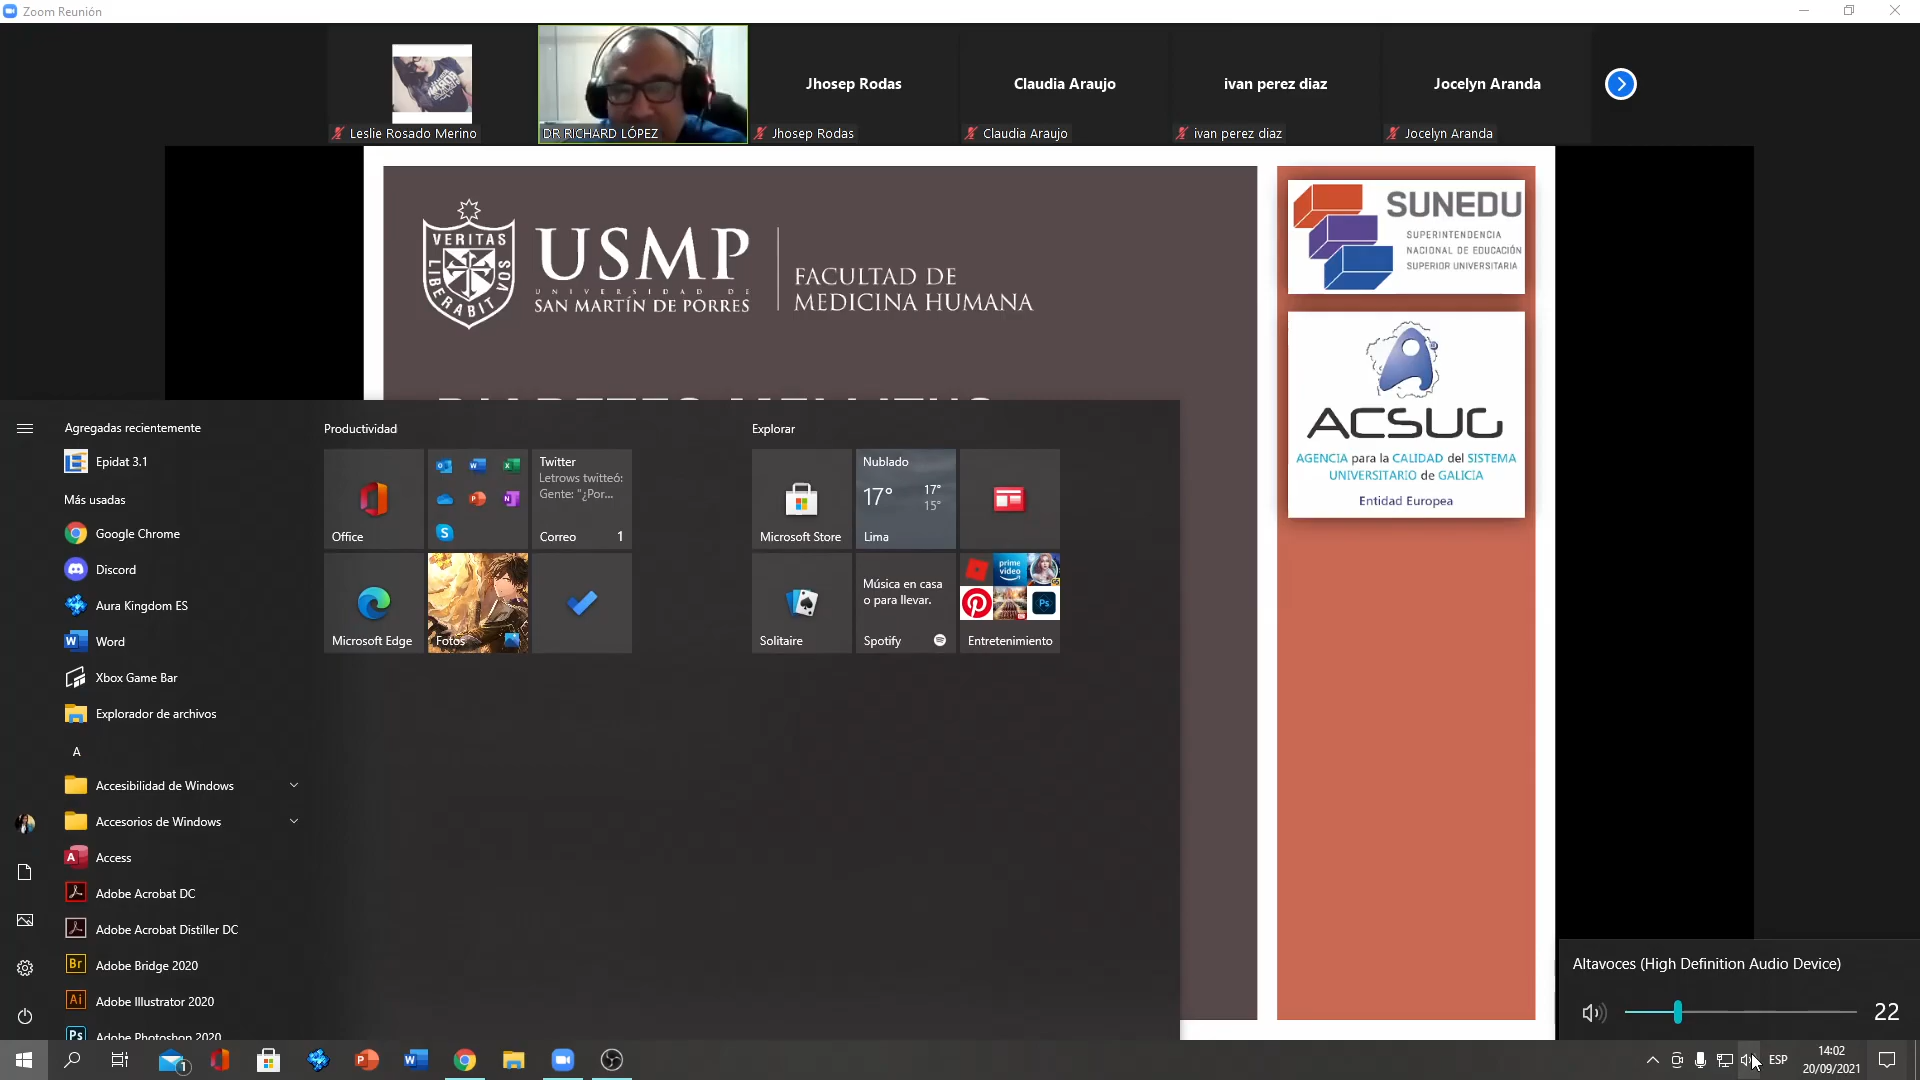 Zoom Reunión
Leslie Rosado Merino
DR RICHARD LÓPEZ
Jhosep Rodas
Jhosep Rodas
Claudia Araujo
Claudia Araujo
ivan perez diaz
ivan perez diaz
Jocelyn Aranda
Jocelyn Aranda
VERITAS
LIBERABIT VOS
USMP
UNIVERSIDAD DE
SAN MARTÍN DE PORRES
FACULTAD DE
MEDICINA HUMANA
SUNEDU
SUPERINTENDENCIA
NACIONAL DE EDUCACIÓN
SUPERIOR UNIVERSITARIA
ACSUG
AGENCIA para la CALIDAD del SISTEMA
UNIVERSITARIO de GALICIA
Entidad Europea
Agregadas recientemente
Epidat 3.1
Más usadas
Google Chrome
Discord
Aura Kingdom ES
Word
Xbox Game Bar
Explorador de archivos
A
Accesibilidad de Windows
Accesorios de Windows
Access
Adobe Acrobat DC
Adobe Acrobat Distiller DC
Adobe Bridge 2020
Adobe Illustrator 2020
Adobe Photoshop 2020
Productividad
Office
Twitter
Letrows twitteó:
Gente: "¿Por...
Correo 1
Microsoft Edge
Fotos
Explorar
Microsoft Store
Nublado
17° 17°
15°
Lima
Solitaire
Música en casa
o para llevar.
Spotify
prime video
Ps
Entretenimiento
Altavoces (High Definition Audio Device)
22
1
ESP
14:02
20/09/2021